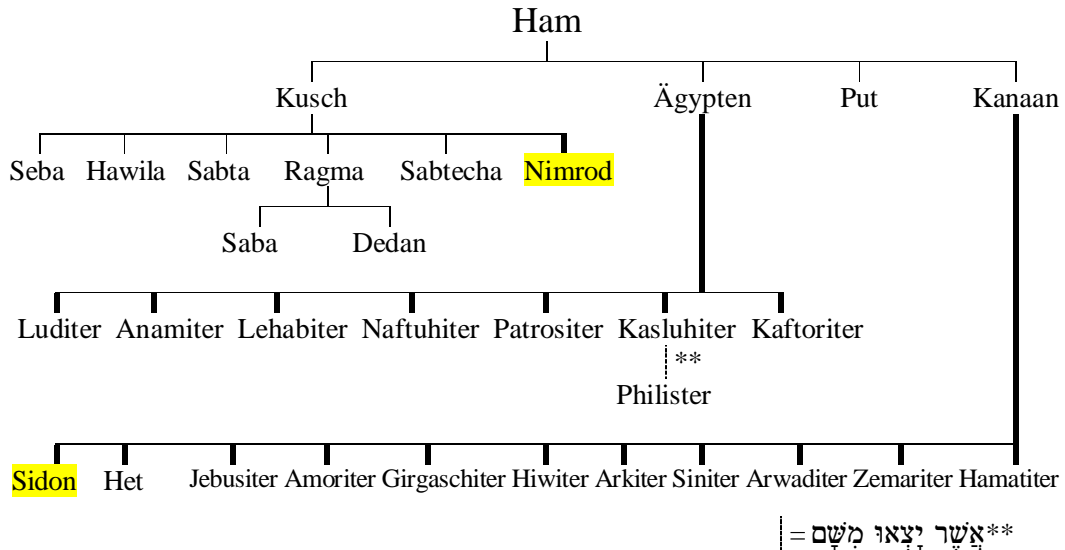 Ham
Kusch Ägypten Put Kanaan
Seba Hawila Sabta Ragma Sabtecha Nimrod
Saba Dedan
Luditer Anamiter Lehabiter Naftuhiter Patrositer Kasluhiter Kaftoriter
**
Philister
Sidon Het Jebusiter Amoriter Girgaschiter Hiwiter Arkiter Siniter Arwaditer Zemariter Hamatiter
**אֲשֶׁר יָצְאוּ מִשָּׁם =